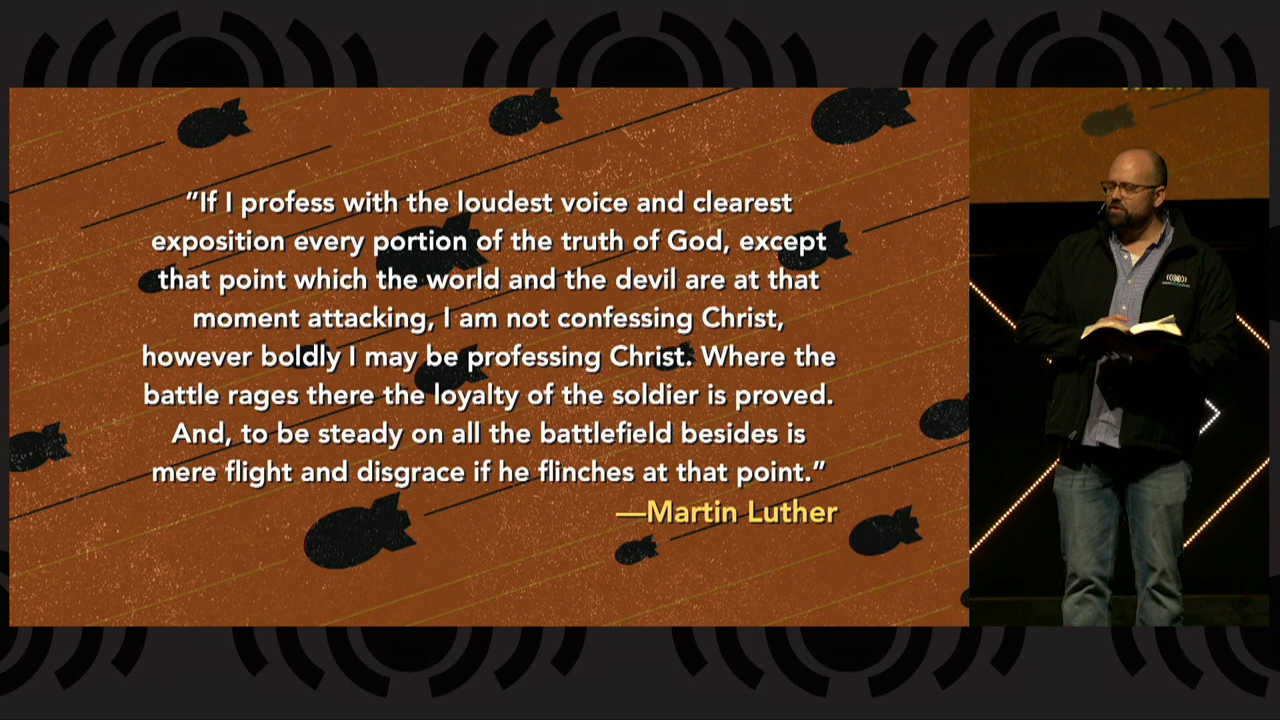 “If I profess with the loudest voice and clearest
exposition every portion of the truth of God, except
that point which the world and the devil are at that
moment attacking, I am not confessing Christ,
however boldly I may be professing Christ. Where the
battle rages there the loyalty of the soldier is proved.
And, to be steady on all the battlefield besides is
mere flight and disgrace if he flinches at that point.”
—Martin Luther